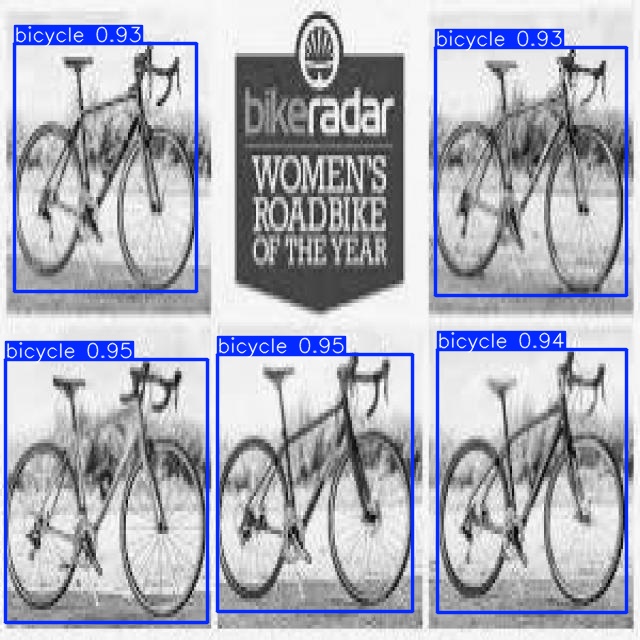 bicycle 0.93
bicycle 0.93
bikeradar
WOMEN'S
ROADBIKE
OF THE YEAR
bicycle 0.95
bicycle 0.95
bicycle 0.94